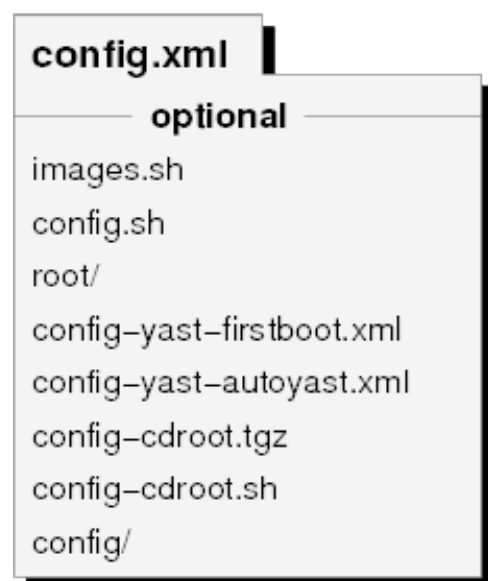 config.xml
optional
images.sh
config.sh
root/
config–yast–firstboot.xml
config–yast–autoyast.xml
config–cdroot.tgz
config–cdroot.sh
config/